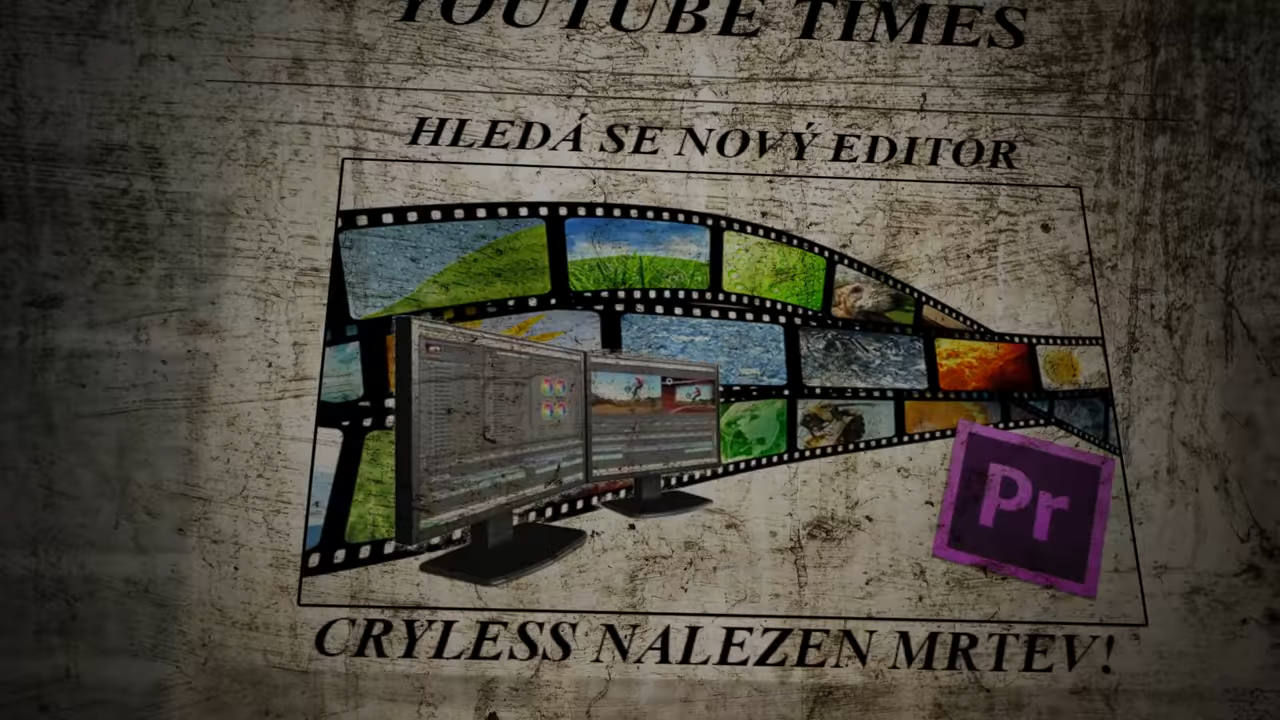 YOUTUBE TIMES
HLEDÁ SE NOVÝ EDITOR
Pr
CRYLESS NALEZEN MRTEV!